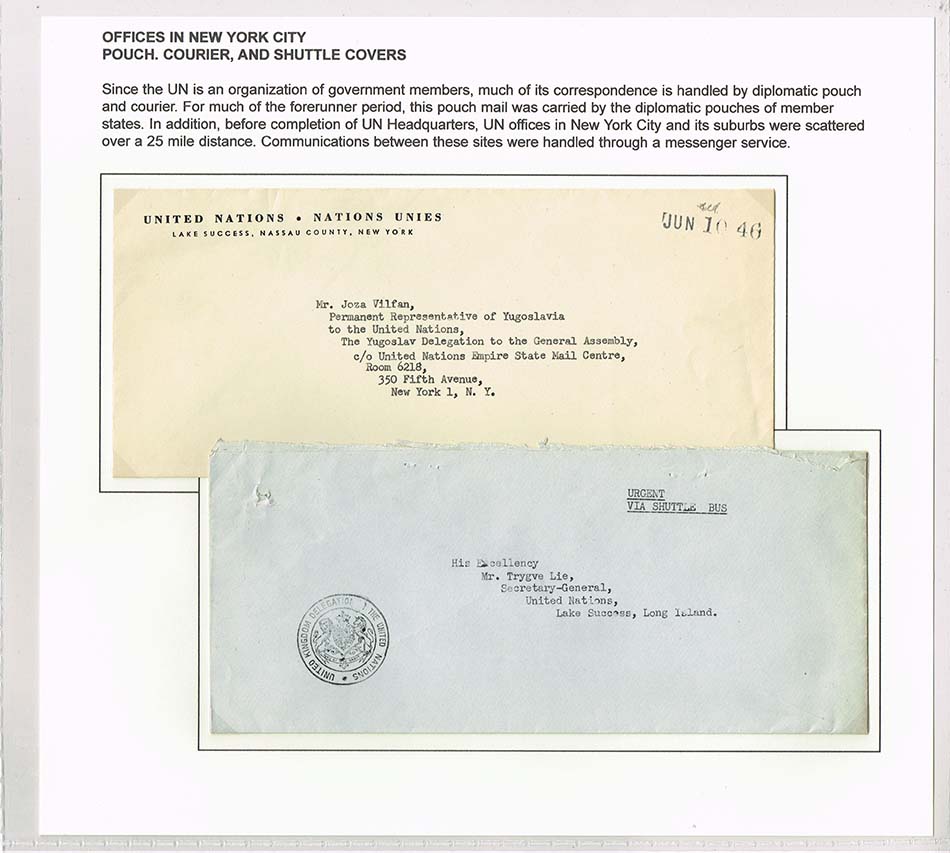 OFFICES IN NEW YORK CITY
POUCH. COURIER, AND SHUTTLE COVERS
Since the UN is an organization of government members, much of its correspondence is handled by diplomatic pouch
and courier. For much of the forerunner period, this pouch mail was carried by the diplomatic pouches of member
states. In addition, before completion of UN Headquarters, UN offices in New York City and its suburbs were scattered
over a 25 mile distance. Communications between these sites were handled through a messenger service.
UNITED NATIONS • NATIONS UNIES
LAKE SUCCESS, NASSAU COUNTY, NEW YORK
JUN 10 46
Mr. Joza Vilfan,
Permanent Representative of Yugoslavia
to the United Nations,
The Yugoslav Delegation to the General Assembly,
c/o United Nations Empire State Mail Centre,
Room 6218,
350 Fifth Avenue,
New York 1, N. Y.
URGENT
VIA SHUTTLE BUS
His Excellency
Mr. Trygve Lie,
Secretary-General,
United Nations,
Lake Success, Long Island.
UNITED KINGDOM DELEGATION THE UNITED NATIONS